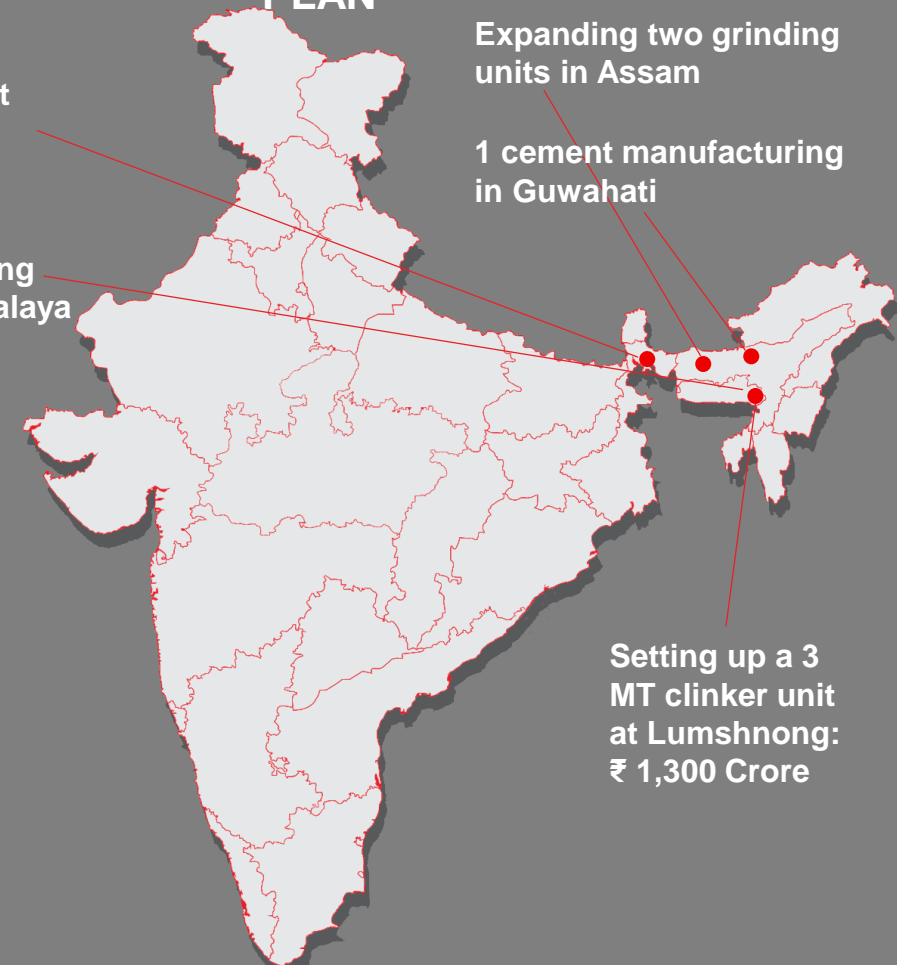 PLAN
Expanding two grinding
units in Assam
1 cement manufacturing
in Guwahati
Setting up a 3
MT clinker unit
at Lumshnong:
₹ 1,300 Crore